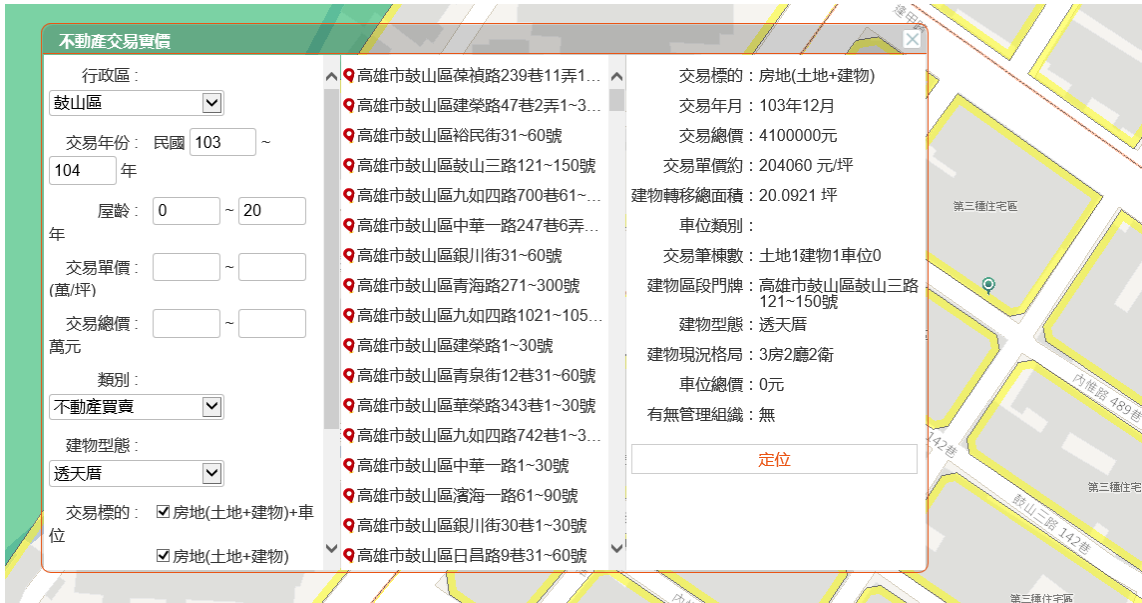 不動產交易實價
行政區 :
鼓山區
交易年份 : 民國 103 ~
104 年
屋齡 : 0 ~ 20
年
交易單價 : ~
(萬/坪)
交易總價 : ~
萬元
類別 :
不動產買賣
建物型態 :
透天厝
交易標的 : 房地(土地+建物)+車
位
房地(土地+建物)
高雄市鼓山區葆禎路239巷11弄1...
高雄市鼓山區建榮路47巷2弄1~3...
高雄市鼓山區裕民街31~60號
高雄市鼓山區鼓山三路121~150號
高雄市鼓山區九如四路700巷61~...
高雄市鼓山區中華一路247巷6弄...
高雄市鼓山區銀川街31~60號
高雄市鼓山區青海路271~300號
高雄市鼓山區九如四路1021~105...
高雄市鼓山區建榮路1~30號
高雄市鼓山區青泉街12巷31~60號
高雄市鼓山區華榮路343巷1~30號
高雄市鼓山區九如四路742巷1~3...
高雄市鼓山區中華一路1~30號
高雄市鼓山區濱海一路61~90號
高雄市鼓山區銀川街30巷1~30號
高雄市鼓山區日昌路9巷31~60號
交易標的 : 房地(土地+建物)
交易年月 : 103年12月
交易總價 : 4100000元
交易單價約 : 204060 元/坪
建物轉移總面積 : 20.0921 坪
車位類別 :
交易筆棟數 : 土地1建物1車位0
建物區段門牌 : 高雄市鼓山區鼓山三路
121~150號
建物型態 : 透天厝
建物現況格局 : 3房2廳2衛
車位總價 : 0元
有無管理組織 : 無
定位
第三種住宅區
內惟路 489巷
142巷
第三種住宅
鼓山三路 142巷
第三種住宅區